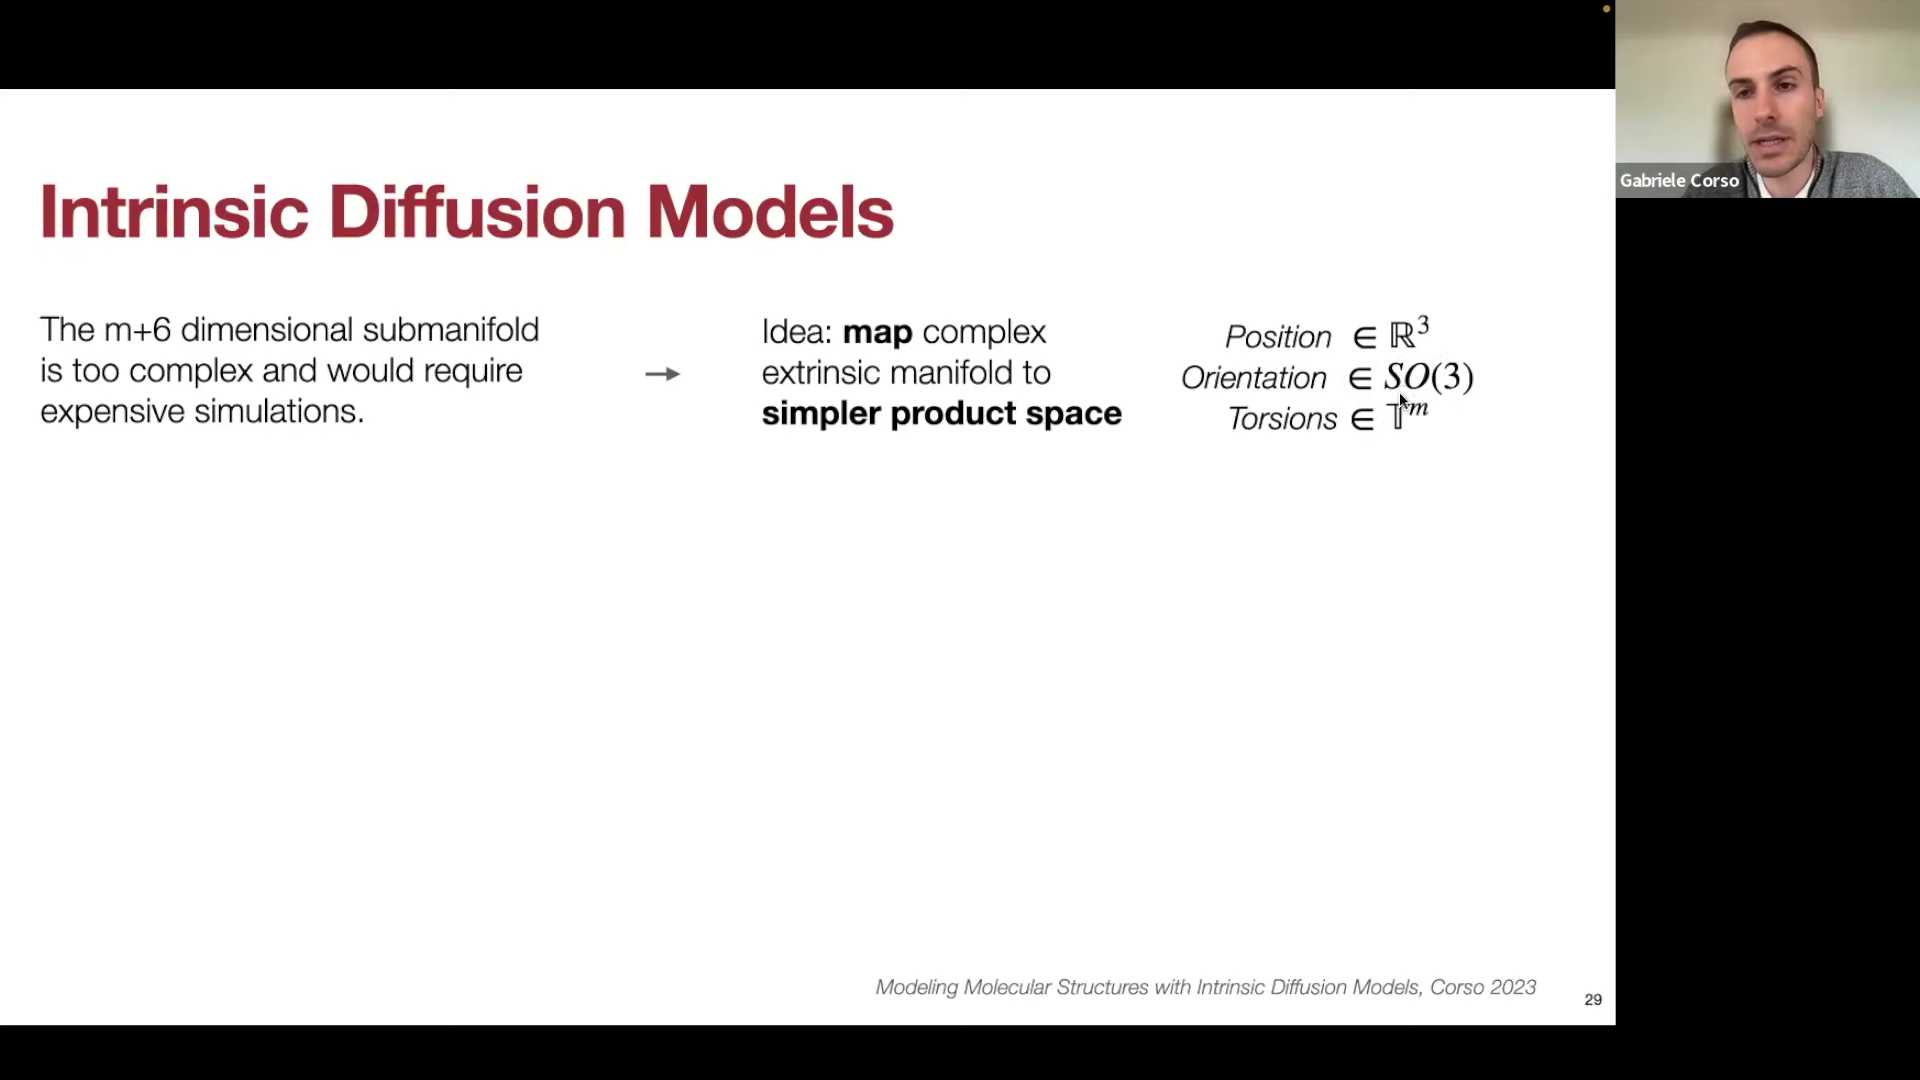 Gabriele Corso
Intrinsic Diffusion Models
The m+6 dimensional submanifold
is too complex and would require
expensive simulations.
→
Idea: map complex
extrinsic manifold to
simpler product space
Position ∈ ℝ³
Orientation ∈ SO(3)
Torsions ∈ 𝕋ᵐ
Modeling Molecular Structures with Intrinsic Diffusion Models, Corso 2023
29